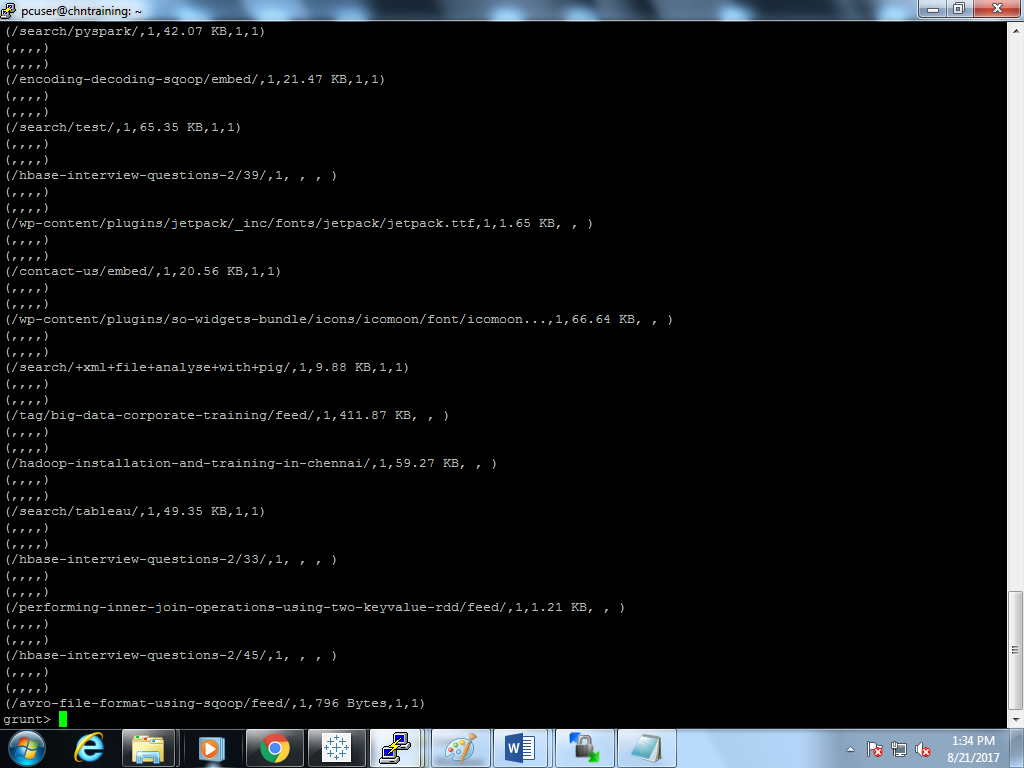 pcuser@chntraining: ~
(/search/pyspark/,1,42.07 KB,1,1)
(,,,,)
(,,,,)
(/encoding-decoding-sqoop/embed/,1,21.47 KB,1,1)
(,,,,)
(,,,,)
(/search/test/,1,65.35 KB,1,1)
(,,,,)
(,,,,)
(/hbase-interview-questions-2/39/,1, , , )
(,,,,)
(,,,,)
(/wp-content/plugins/jetpack/_inc/fonts/jetpack/jetpack.ttf,1,1.65 KB, , )
(,,,,)
(,,,,)
(/contact-us/embed/,1,20.56 KB,1,1)
(,,,,)
(,,,,)
(/wp-content/plugins/so-widgets-bundle/icons/icomoon/font/icomoon...,1,66.64 KB, , )
(,,,,)
(,,,,)
(/search/+xml+file+analyse+with+pig/,1,9.88 KB,1,1)
(,,,,)
(,,,,)
(/tag/big-data-corporate-training/feed/,1,411.87 KB, , )
(,,,,)
(,,,,)
(/hadoop-installation-and-training-in-chennai/,1,59.27 KB, , )
(,,,,)
(,,,,)
(/search/tableau/,1,49.35 KB,1,1)
(,,,,)
(,,,,)
(/hbase-interview-questions-2/33/,1, , , )
(,,,,)
(,,,,)
(/performing-inner-join-operations-using-two-keyvalue-rdd/feed/,1,1.21 KB, , )
(,,,,)
(,,,,)
(/hbase-interview-questions-2/45/,1, , , )
(,,,,)
(,,,,)
(/avro-file-format-using-sqoop/feed/,1,796 Bytes,1,1)
grunt>
1:34 PM
8/21/2017